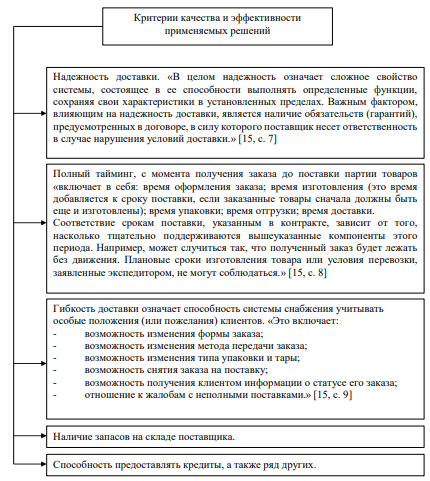 Критерии качества и эффективности
применяемых решений
Надежность доставки. «В целом надежность означает сложное свойство
системы, состоящее в ее способности выполнять определенные функции,
сохраняя свои характеристики в установленных пределах. Важным фактором,
влияющим на надежность доставки, является наличие обязательств (гарантий),
предусмотренных в договоре, в силу которого поставщик несет ответственность
в случае нарушения условий доставки.» [15, с. 7]
Полный тайминг, с момента получения заказа до поставки партии товаров
«включает в себя: время оформления заказа; время изготовления (это время
добавляется к сроку поставки, если заказанные товары сначала должны быть
еще и изготовлены); время упаковки; время отгрузки; время доставки.
Соответствие срокам поставки, указанным в контракте, зависит от того,
насколько тщательно поддерживаются вышеуказанные компоненты этого
периода. Например, может случиться так, что полученный заказ будет лежать
без движения. Плановые сроки изготовления товара или условия перевозки,
заявленные экспедитором, не могут соблюдаться.» [15, с. 8]
Гибкость доставки означает способность системы снабжения учитывать
особые положения (или пожелания) клиентов. «Это включает:
- возможность изменения формы заказа;
- возможность изменения метода передачи заказа;
- возможность изменения типа упаковки и тары;
- возможность снятия заказа на поставку;
- возможность получения клиентом информации о статусе его заказа;
- отношение к жалобам с неполными поставками.» [15, с. 9]
Наличие запасов на складе поставщика.
Способность предоставлять кредиты, а также ряд других.